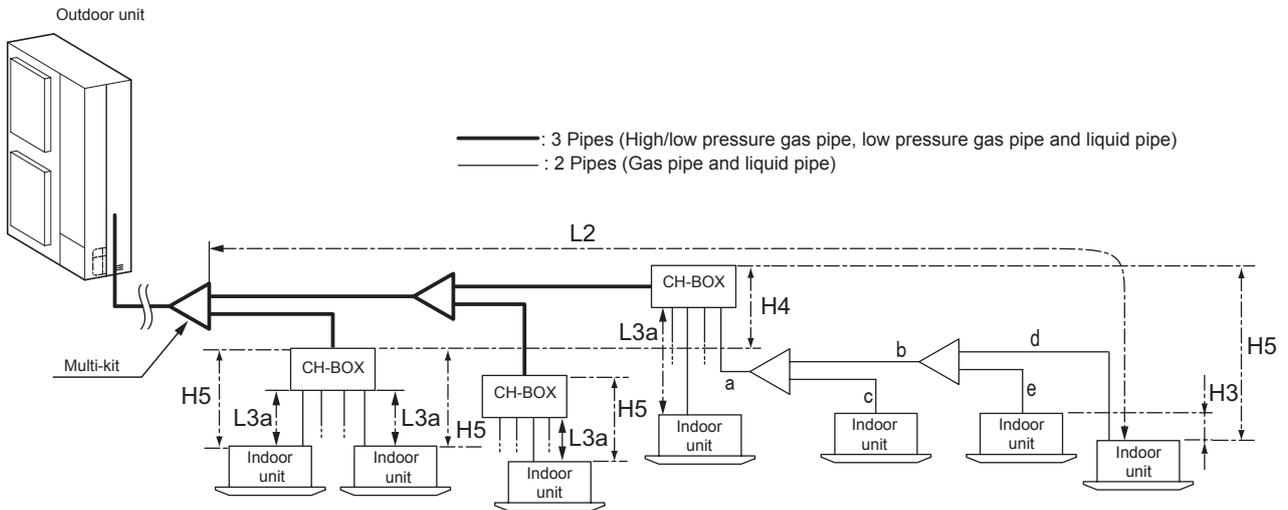 Outdoor unit
: 3 Pipes (High/low pressure gas pipe, low pressure gas pipe and liquid pipe)
: 2 Pipes (Gas pipe and liquid pipe)
L2
CH-BOX
H4
L3a
H5
Multi-kit
CH-BOX
H5
L3a
L3a
H5
CH-BOX
H5
L3a
a
b
c
d
e
H3
Indoor
unit
Indoor
unit
Indoor
unit
Indoor
unit
Indoor
unit
Indoor
unit
Indoor
unit